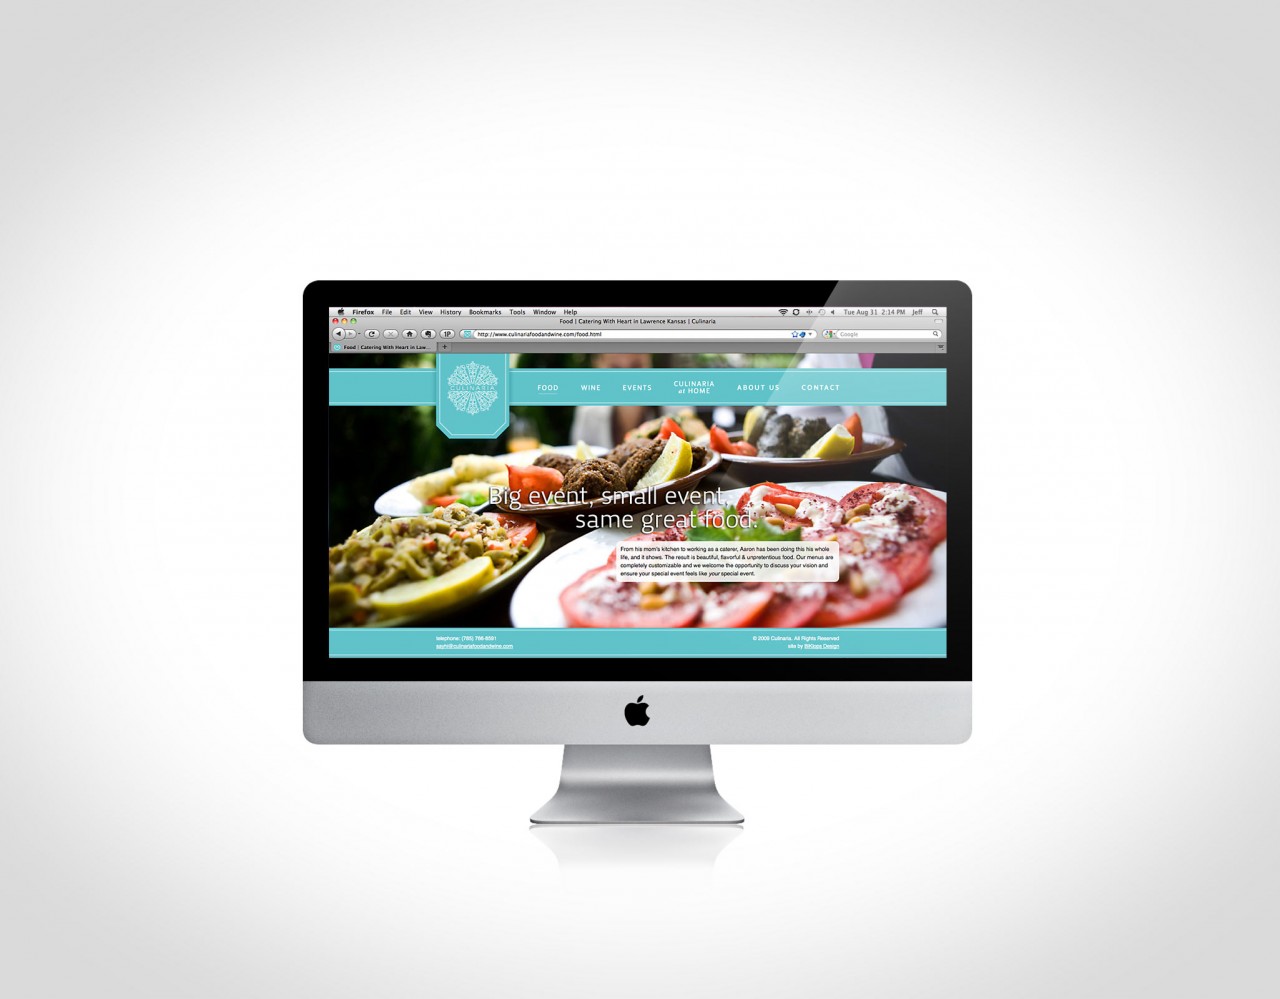 Firefox File Edit View History Bookmarks Tools Window Help Tue Aug 31 2:14 PM Jeff
Food | Catering With Heart in Lawrence Kansas | Culinaria
http://www.culinariafoodandwine.com/food.html Google
Food | Catering With Heart in Law...
CULINARIA
FOOD WINE EVENTS CULINARIA at HOME ABOUT US CONTACT
Big event, small event,
same great food.
From his mom's kitchen to working as a caterer, Aaron has been doing this his whole
life, and it shows. The result is beautiful, flavorful & unpretentious food. Our menus are
completely customizable and we welcome the opportunity to discuss your vision and
ensure your special event feels like your special event.
telephone: (785)
© 2009 Culinaria. All Rights Reserved
sayhi@culinariafoodandwine.com
site by Design